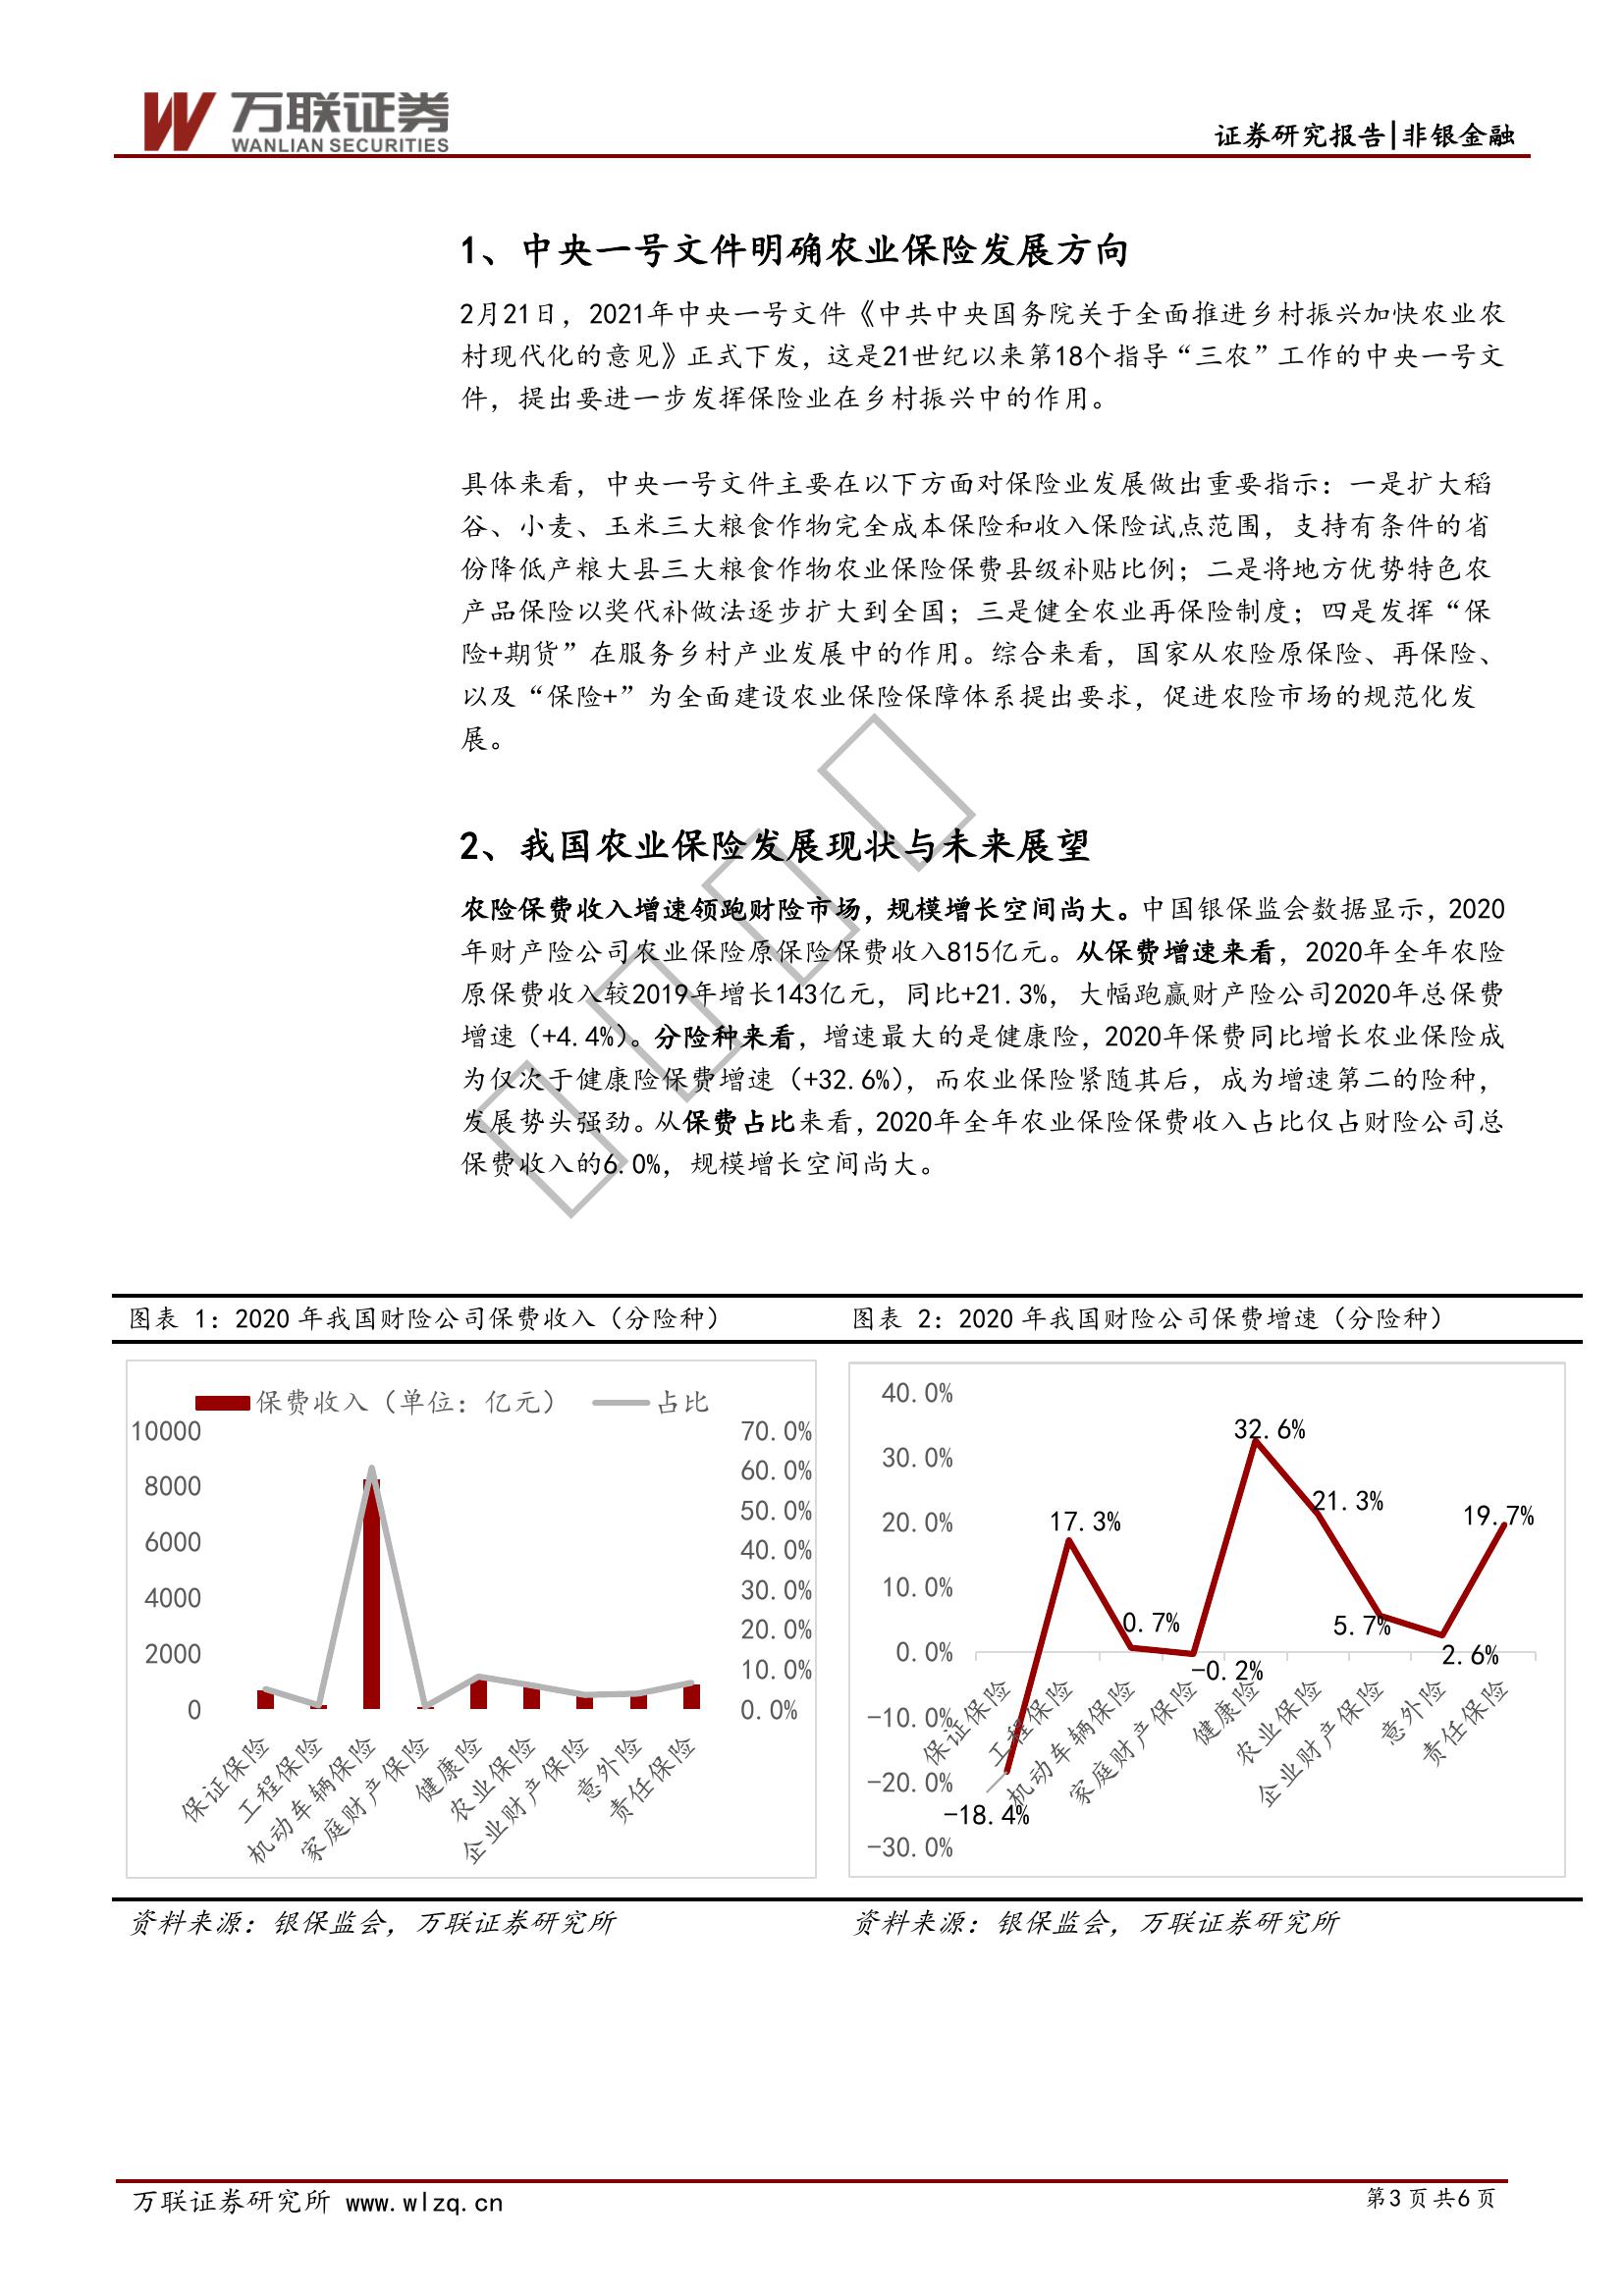 万联证券
WANLIAN SECURITIES
证券研究报告|非银金融
1、中央一号文件明确农业保险发展方向
2月21日，2021年中央一号文件《中共中央国务院关于全面推进乡村振兴加快农业农
村现代化的意见》正式下发，这是21世纪以来第18个指导“三农”工作的中央一号文
件，提出要进一步发挥保险业在乡村振兴中的作用。
具体来看，中央一号文件主要在以下方面对保险业发展做出重要指示：一是扩大稻
谷、小麦、玉米三大粮食作物完全成本保险和收入保险试点范围，支持有条件的省
份降低产粮大县三大粮食作物农业保险保费县级补贴比例；二是将地方优势特色农
产品保险以奖代补做法逐步扩大到全国；三是健全农业再保险制度；四是发挥“保
险+期货”在服务乡村产业发展中的作用。综合来看，国家从农险原保险、再保险、
以及“保险+”为全面建设农业保险保障体系提出要求，促进农险市场的规范化发
展。
2、我国农业保险发展现状与未来展望
农险保费收入增速领跑财险市场，规模增长空间尚大。中国银保监会数据显示，2020
年财产险公司农业保险原保险保费收入815亿元。从保费增速来看，2020年全年农险
原保费收入较2019年增长143亿元，同比+21.3%，大幅跑赢财产险公司2020年总保费
增速（+4.4%）。分险种来看，增速最大的是健康险，2020年保费同比增长农业保险成
为仅次于健康险保费增速（+32.6%），而农业保险紧随其后，成为增速第二的险种，
发展势头强劲。从保费占比来看，2020年全年农业保险保费收入占比仅占财险公司总
保费收入的6.0%，规模增长空间尚大。
图表 1：2020 年我国财险公司保费收入（分险种）
保费收入（单位：亿元） 占比
10000
8000
6000
4000
2000
0
70.0%
60.0%
50.0%
40.0%
30.0%
20.0%
10.0%
0.0%
保证保险
工程保险
机动车辆保险
家庭财产保险
健康险
农业保险
企业财产保险
意外险
责任保险
资料来源：银保监会，万联证券研究所
图表 2：2020 年我国财险公司保费增速（分险种）
40.0%
30.0%
20.0%
10.0%
0.0%
-10.0%
-20.0%
-30.0%
-18.4%
17.3%
0.7%
-0.2%
32.6%
21.3%
5.7%
2.6%
19.7%
保证保险
工程保险
机动车辆保险
家庭财产保险
健康险
农业保险
企业财产保险
意外险
责任保险
资料来源：银保监会，万联证券研究所
万联证券研究所 www.wlzq.cn
第3页共6页